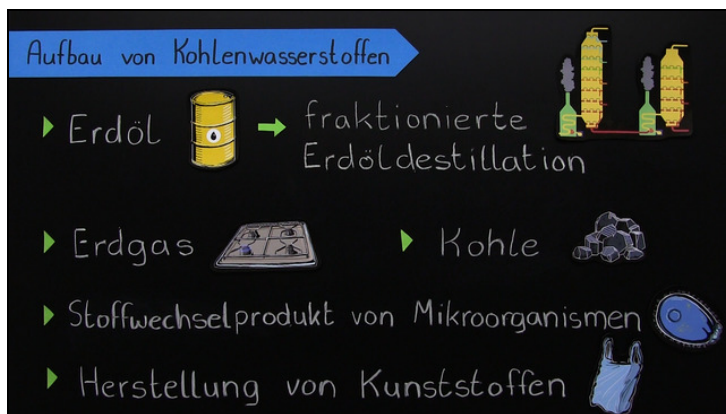 Aufbau von Kohlenwasserstoffen
Erdöl
fraktionierte
Erdöldestillation
Erdgas
Kohle
Stoffwechselprodukt von Mikroorganismen
Herstellung von Kunststoffen